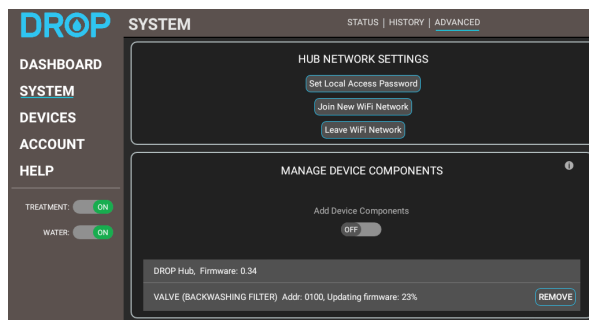 DROP
SYSTEM
STATUS | HISTORY | ADVANCED
DASHBOARD
SYSTEM
DEVICES
ACCOUNT
HELP
TREATMENT: ON
WATER: ON
HUB NETWORK SETTINGS
Set Local Access Password
Join New WiFi Network
Leave WiFi Network
MANAGE DEVICE COMPONENTS
Add Device Components
OFF
DROP Hub, Firmware: 0.34
VALVE (BACKWASHING FILTER) Addr: 0100, Updating firmware: 23% REMOVE